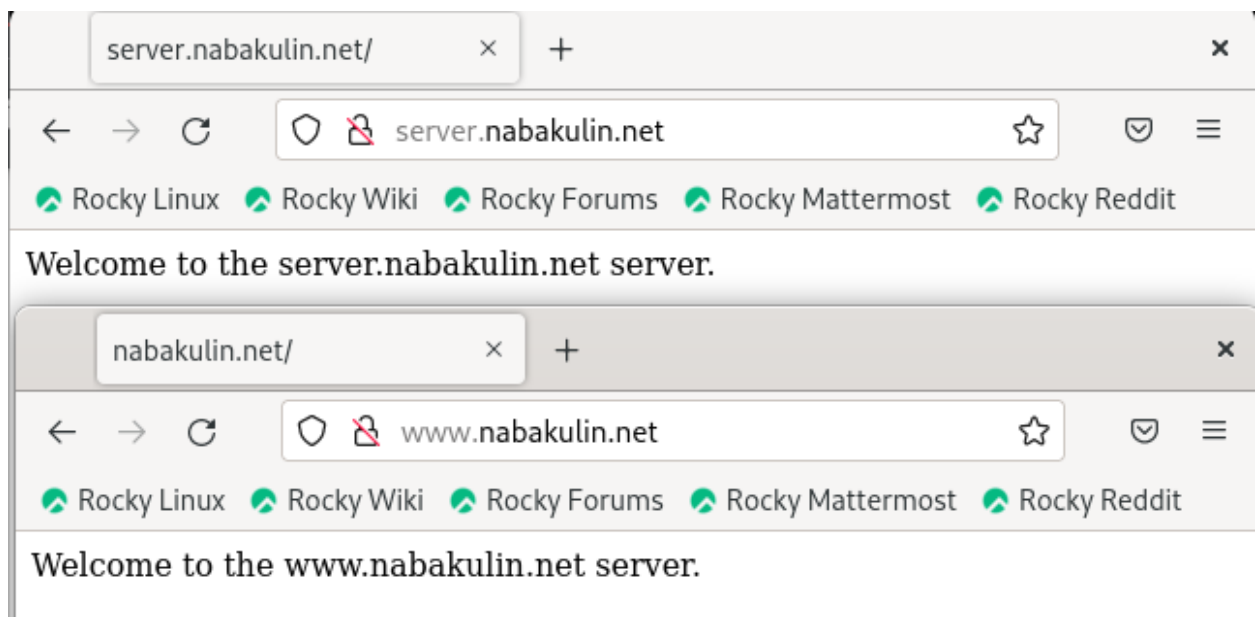 server.nabakulin.net/
server.nabakulin.net
Rocky Linux Rocky Wiki Rocky Forums Rocky Mattermost Rocky Reddit
Welcome to the server.nabakulin.net server.
nabakulin.net/
www.nabakulin.net
Rocky Linux Rocky Wiki Rocky Forums Rocky Mattermost Rocky Reddit
Welcome to the www.nabakulin.net server.